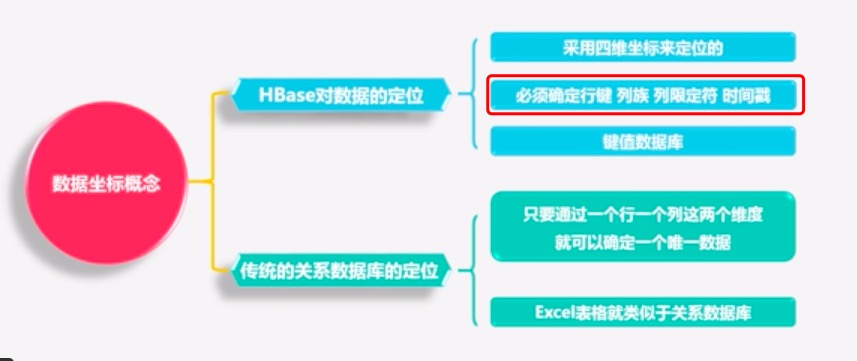 数据坐标概念
HBase对数据的定位
采用四维坐标来定位的
必须确定行键 列族 列限定符 时间戳
键值数据库
传统的关系数据库的定位
只要通过一个行一个列这两个维度
就可以确定一个唯一数据
Excel表格就类似于关系数据库